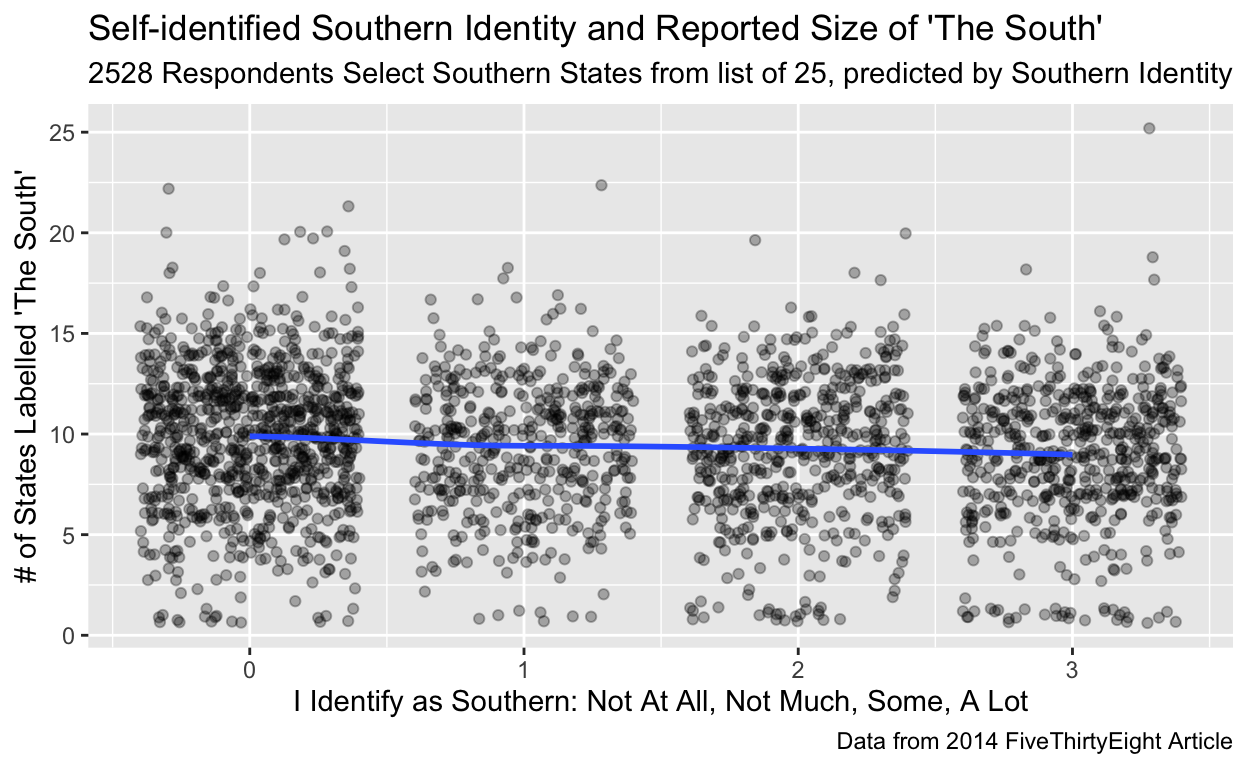 Self-identified Southern Identity and Reported Size of 'The South'
2528 Respondents Select Southern States from list of 25, predicted by Southern Identity
# of States Labelled 'The South'
25
20
15
10
5
0
0 1 2 3
I Identify as Southern: Not At All, Not Much, Some, A Lot
Data from 2014 FiveThirtyEight Article